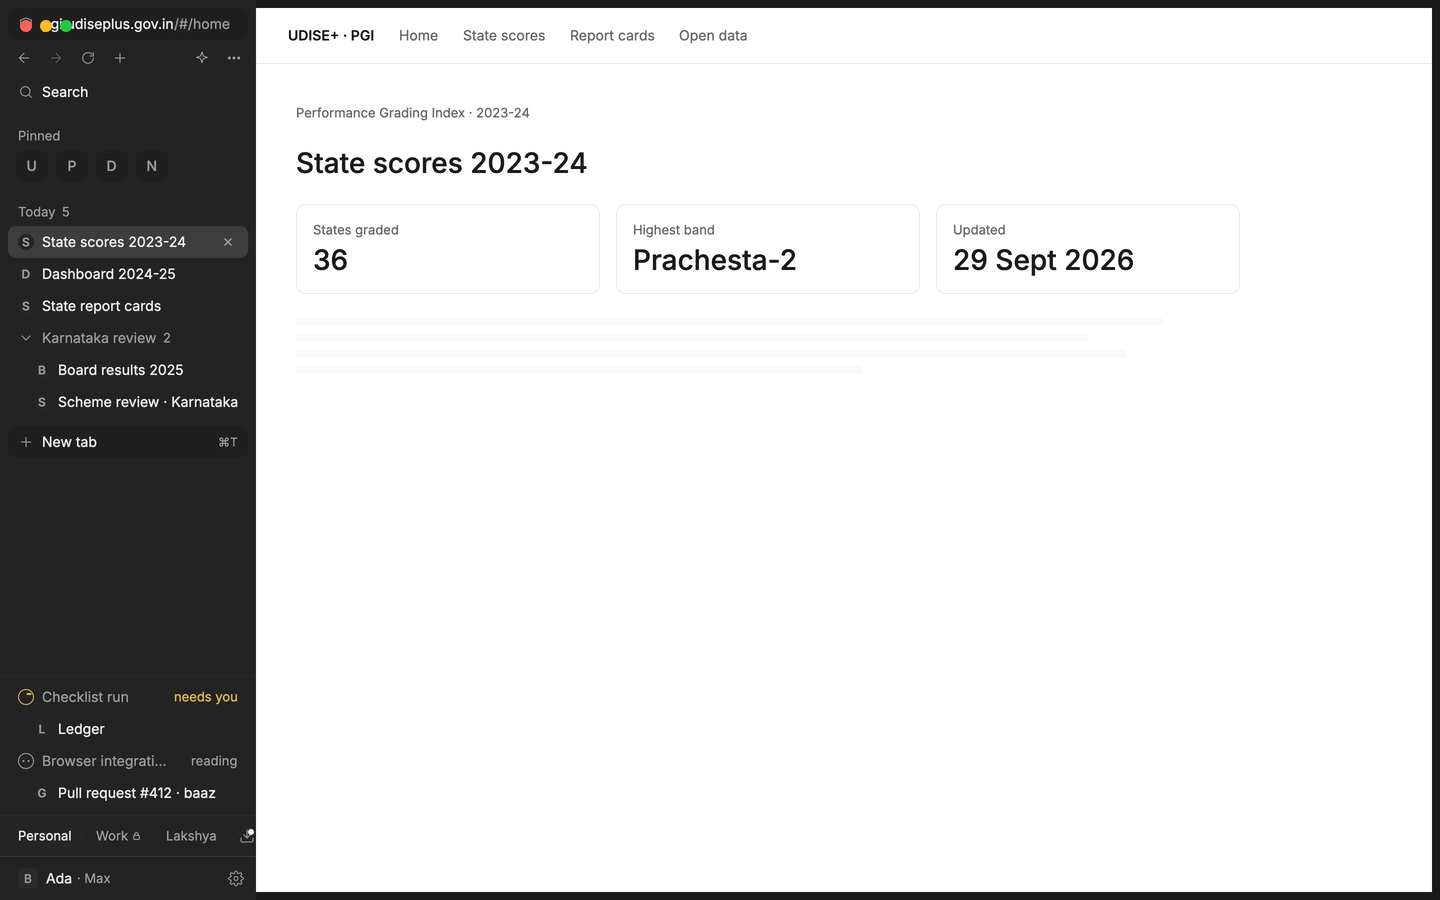 udiseplus.gov.in/#/home
Search
Pinned
U P D N
Today 5
S State scores 2023-24
D Dashboard 2024-25
S State report cards
Karnataka review 2
B Board results 2025
S Scheme review · Karnataka
New tab ⌘T
Checklist run needs you
L Ledger
Browser integrati... reading
G Pull request #412 · baaz
Personal Work Lakshya
B Ada · Max
UDISE+ · PGI Home State scores Report cards Open data
Performance Grading Index · 2023-24
State scores 2023-24
States graded
36
Highest band
Prachesta-2
Updated
29 Sept 2026